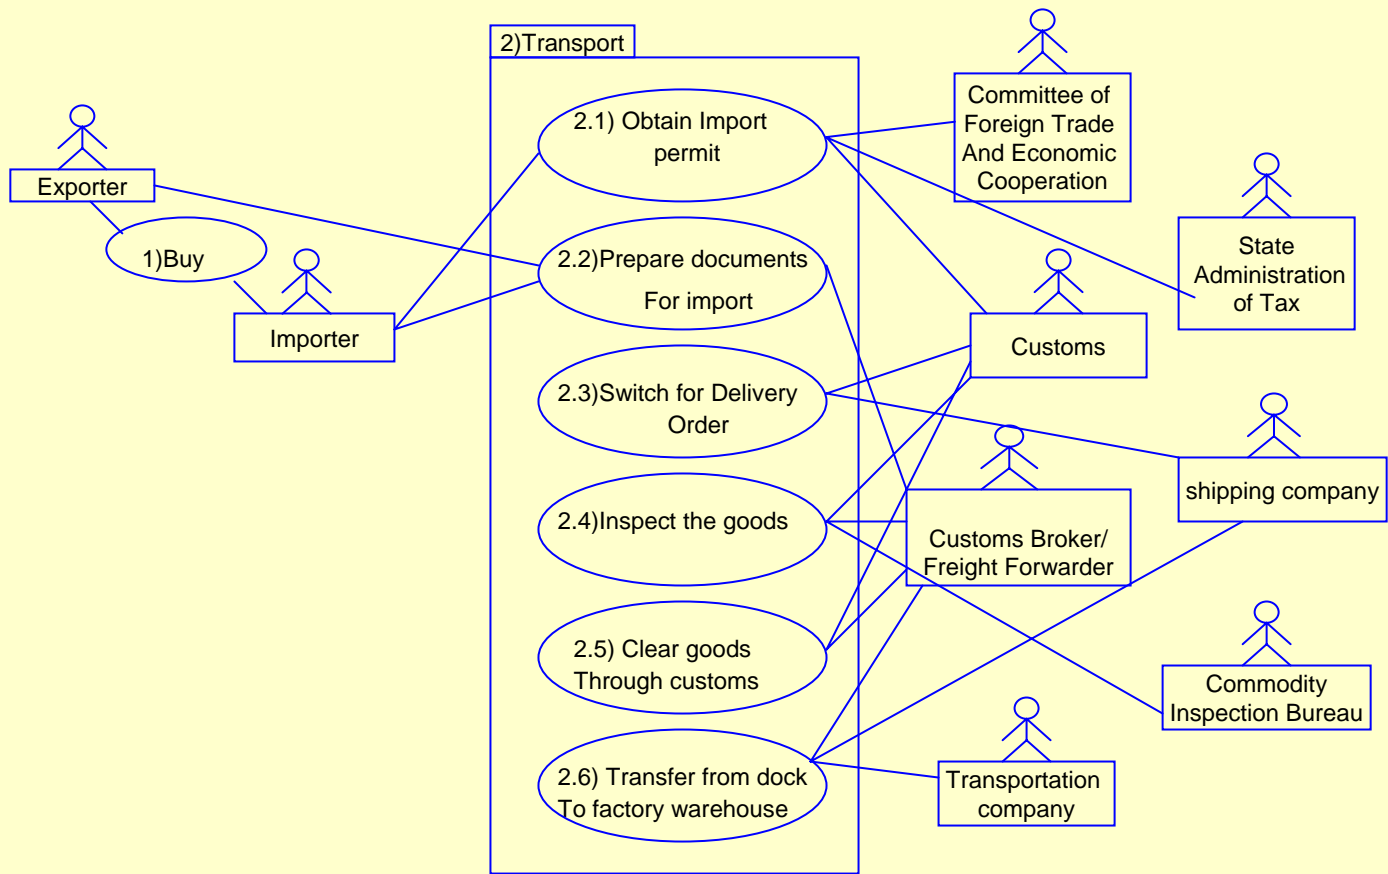 2)Transport
Exporter
1)Buy
Importer
2.1) Obtain Import
permit
2.2)Prepare documents
For import
2.3)Switch for Delivery
Order
2.4)Inspect the goods
2.5) Clear goods
Through customs
2.6) Transfer from dock
To factory warehouse
Committee of
Foreign Trade
And Economic
Cooperation
State
Administration
of Tax
Customs
shipping company
Customs Broker/
Freight Forwarder
Commodity
Inspection Bureau
Transportation
company